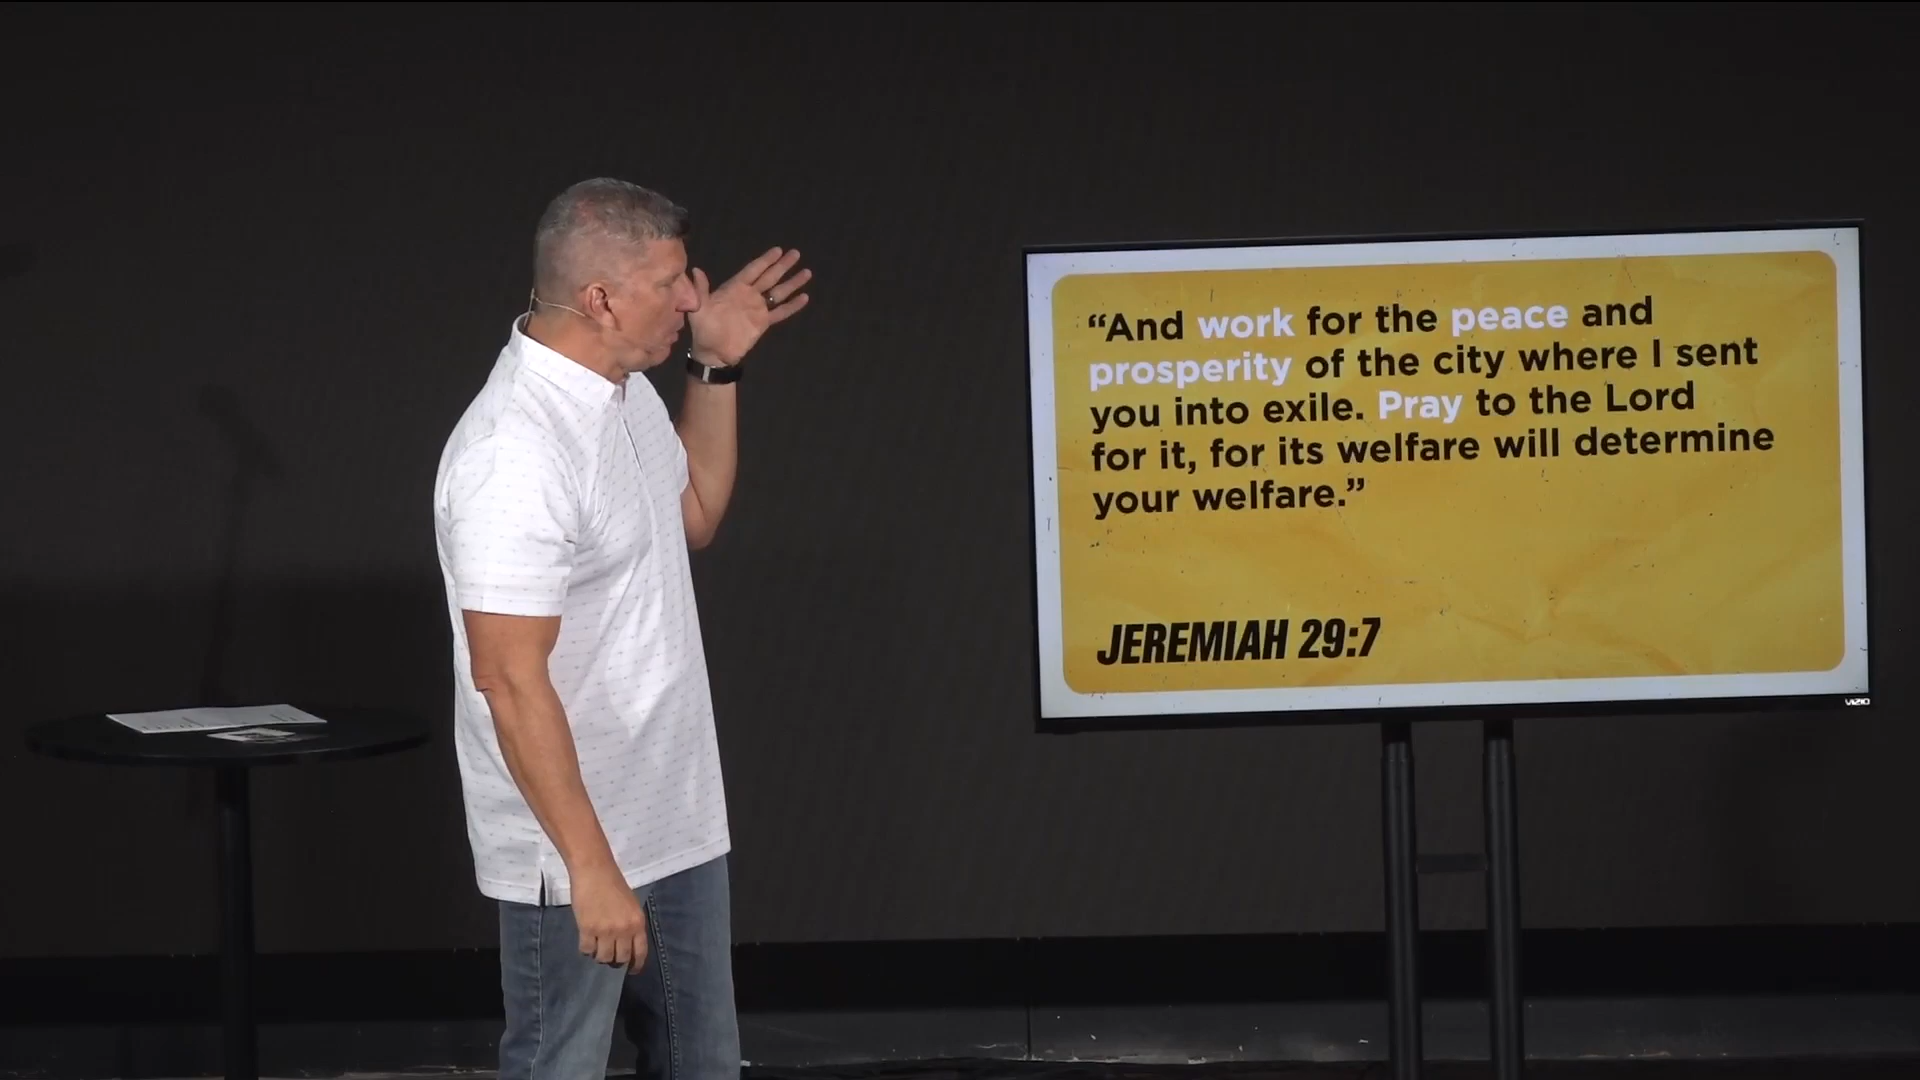 “And work for the peace and
prosperity of the city where I sent
you into exile. Pray to the Lord
for it, for its welfare will determine
your welfare.”
JEREMIAH 29:7
VIZIO